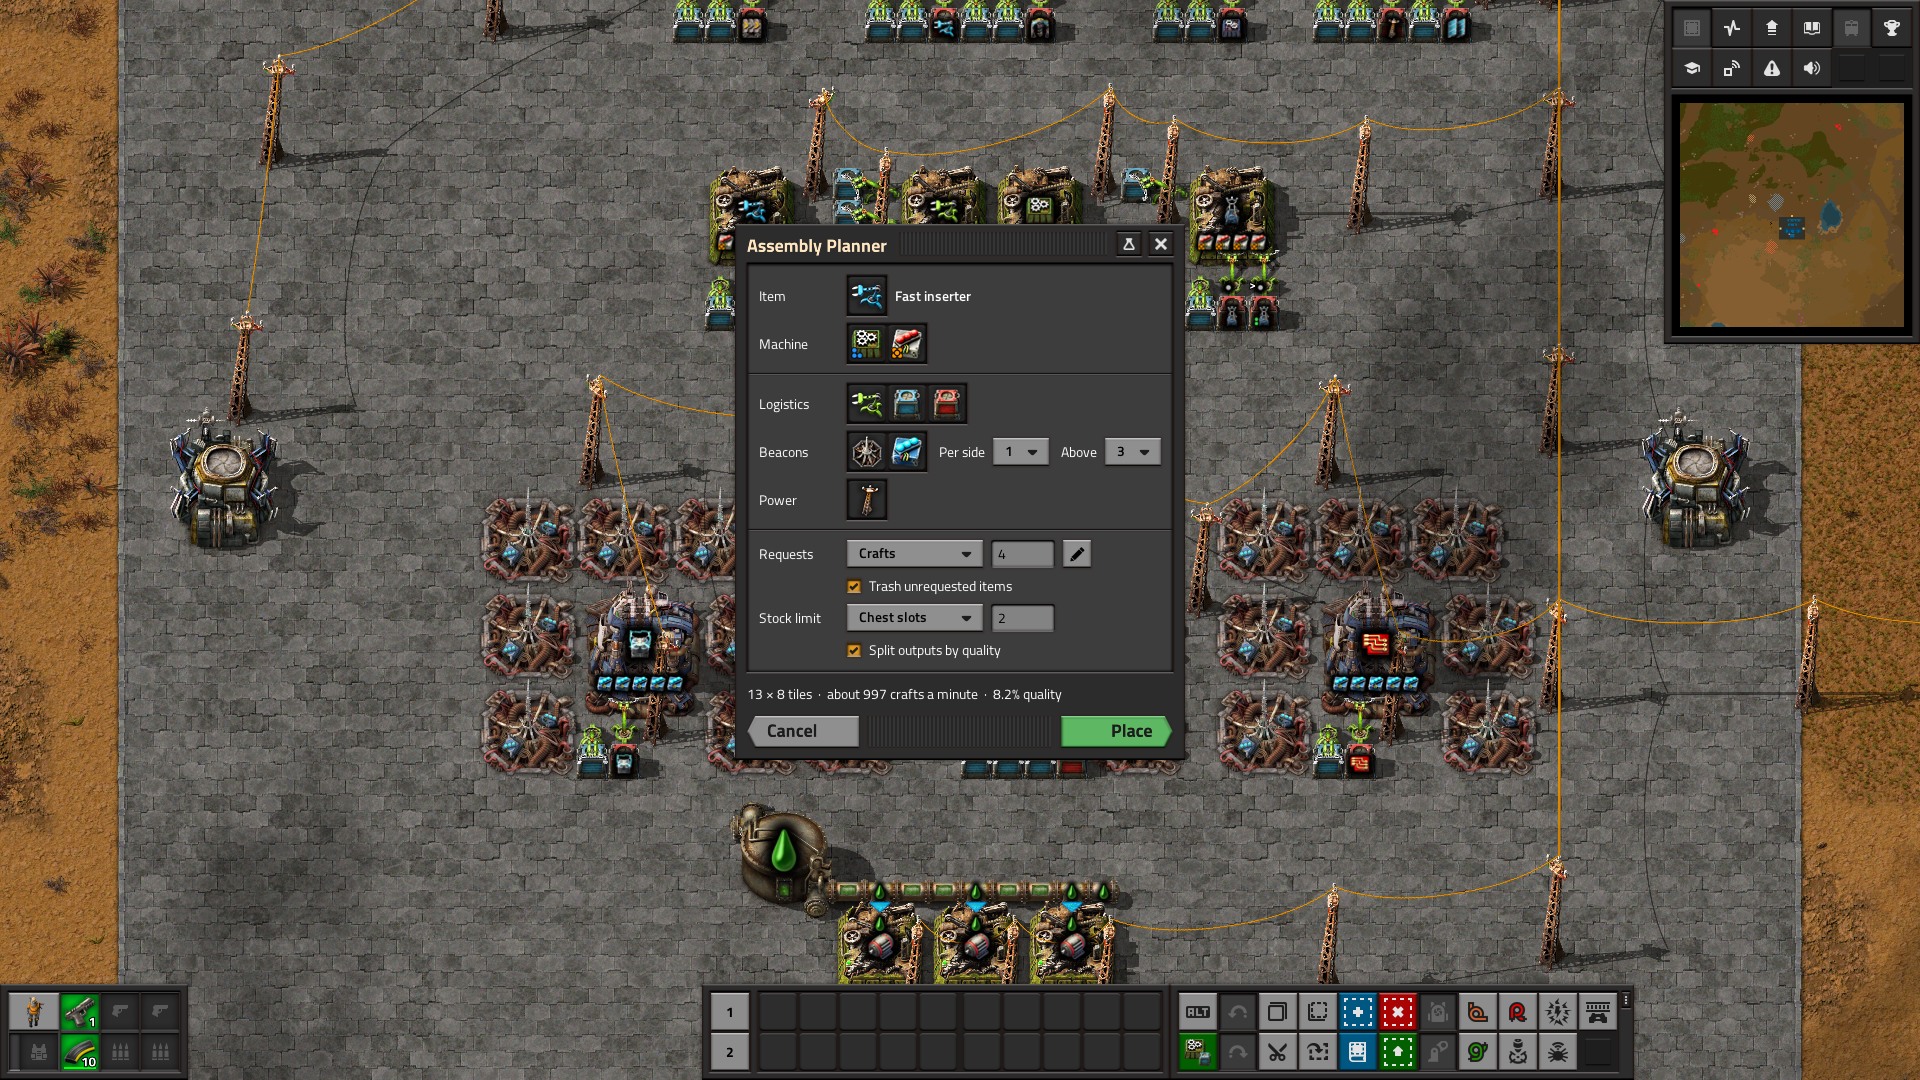 Assembly Planner
Item
Fast inserter
Machine
Logistics
Beacons
Per side
1
Above
3
Power
Requests
Crafts
4
Trash unrequested items
Stock limit
Chest slots
2
Split outputs by quality
13 × 8 tiles · about 997 crafts a minute · 8.2% quality
Cancel
Place
1
10
1
2
ALT